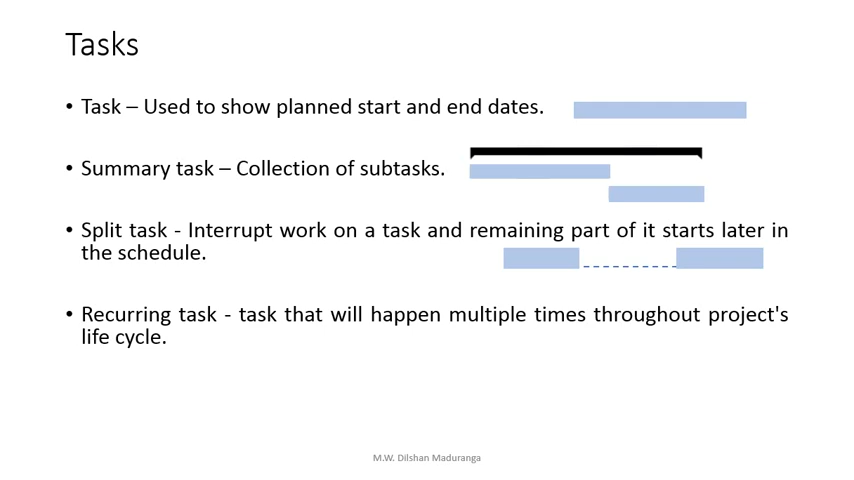 Tasks
• Task – Used to show planned start and end dates.
• Summary task – Collection of subtasks.
• Split task - Interrupt work on a task and remaining part of it starts later in
the schedule.
• Recurring task - task that will happen multiple times throughout project's
life cycle.
M.W. Dilshan Maduranga